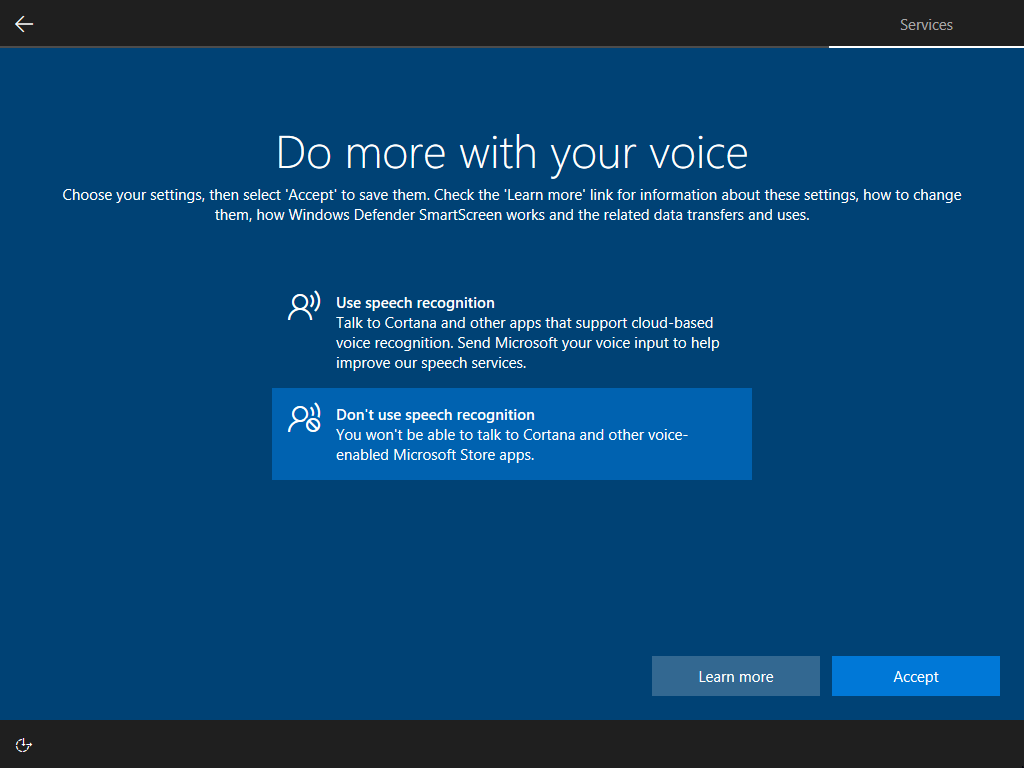 Services
Do more with your voice
Choose your settings, then select 'Accept' to save them. Check the 'Learn more' link for information about these settings, how to change
them, how Windows Defender SmartScreen works and the related data transfers and uses.
Use speech recognition
Talk to Cortana and other apps that support cloud-based
voice recognition. Send Microsoft your voice input to help
improve our speech services.
Don't use speech recognition
You won't be able to talk to Cortana and other voice-
enabled Microsoft Store apps.
Learn more
Accept